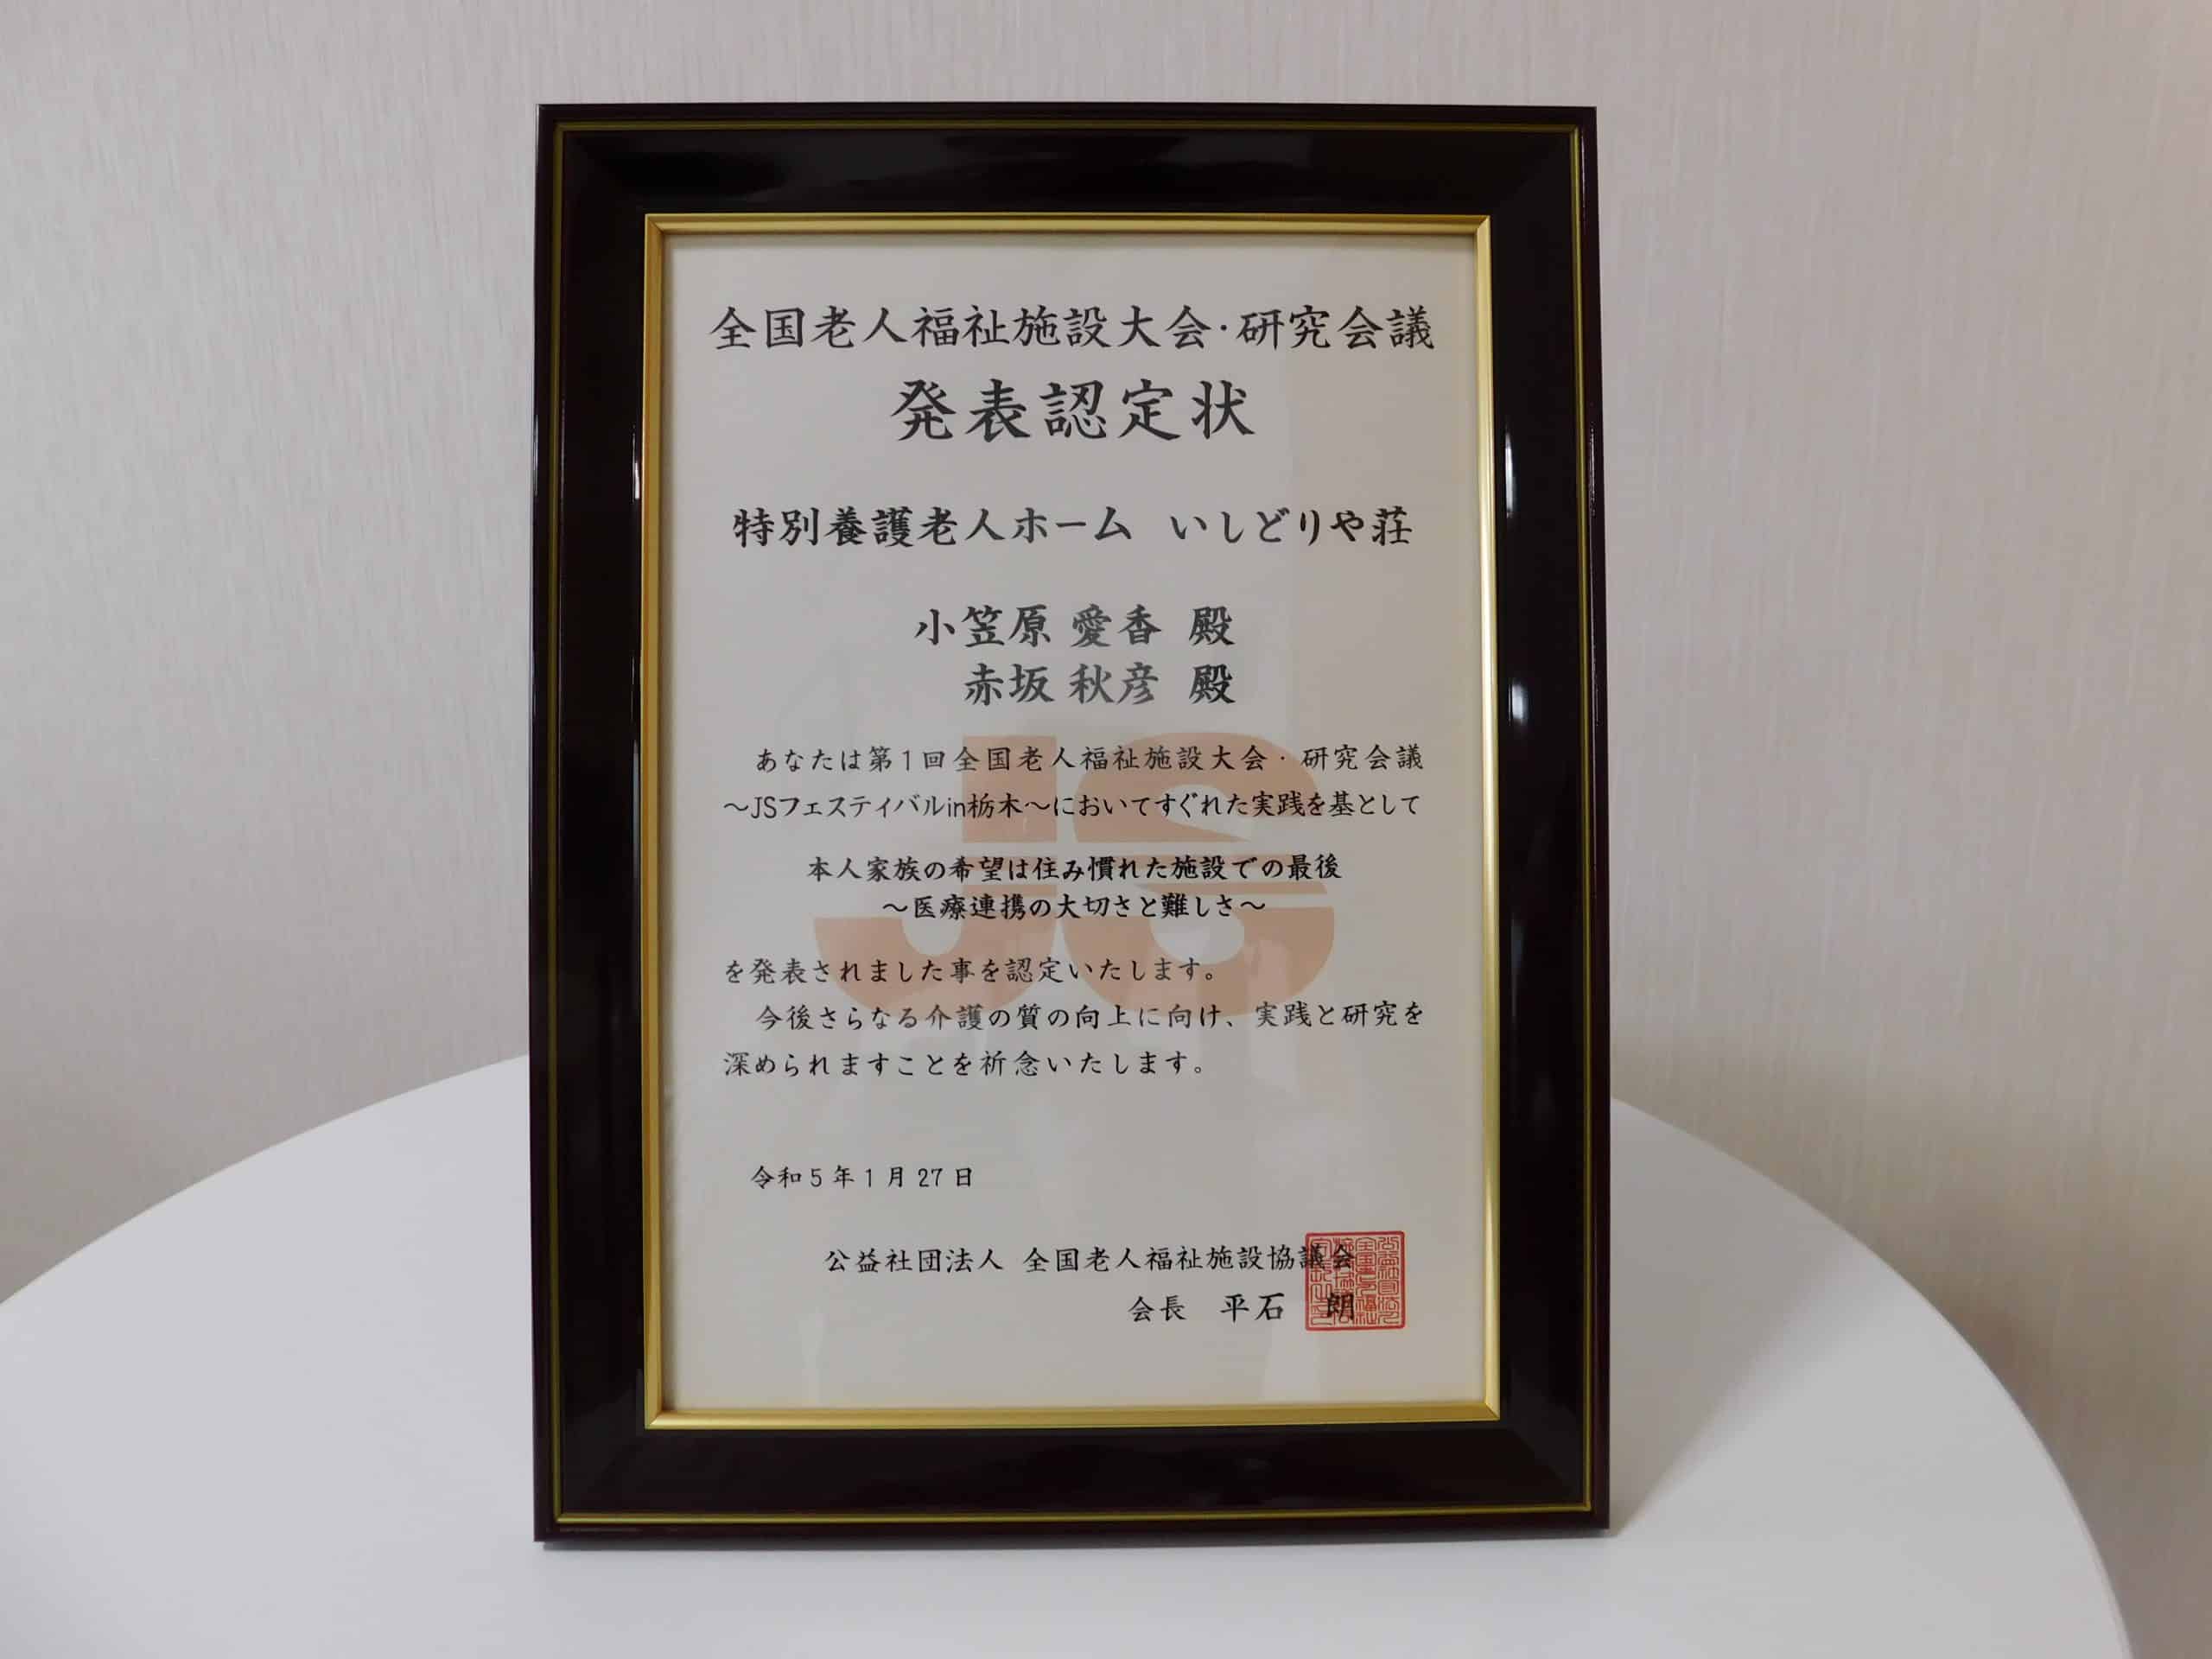 全国老人福祉施設大会・研究会議
発表認定状
特別養護老人ホーム　いしどりや荘
小笠原 愛香 殿
赤坂 秋彦 殿
あなたは第1回全国老人福祉施設大会・研究会議
～JSフェスティバルin栃木～においてすぐれた実践を基として
本人家族の希望は住み慣れた施設での最後
～医療連携の大切さと難しさ～
を発表されました事を認定いたします。
今後さらなる介護の質の向上に向け、実践と研究を
深められますことを祈念いたします。
令和5年1月27日
公益社団法人 全国老人福祉施設協議会
会長　平石　朗
JS